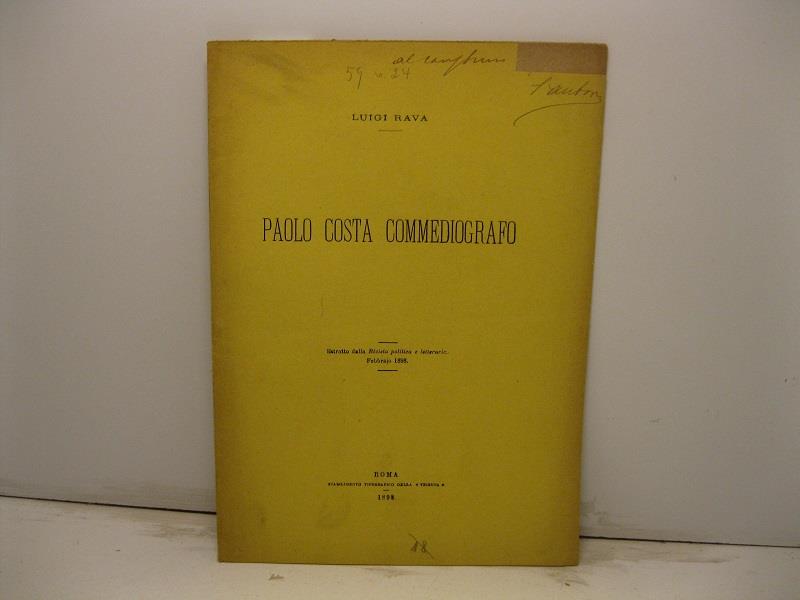 al
59 v. 24
l'autore
LUIGI RAVA
PAOLO COSTA COMMEDIOGRAFO
Estratto dalla Rivista politica e letteraria.
Febbraio 1898.
ROMA
STABILIMENTO TIPOGRAFICO DELLA « TRIBUNA »
1898
18